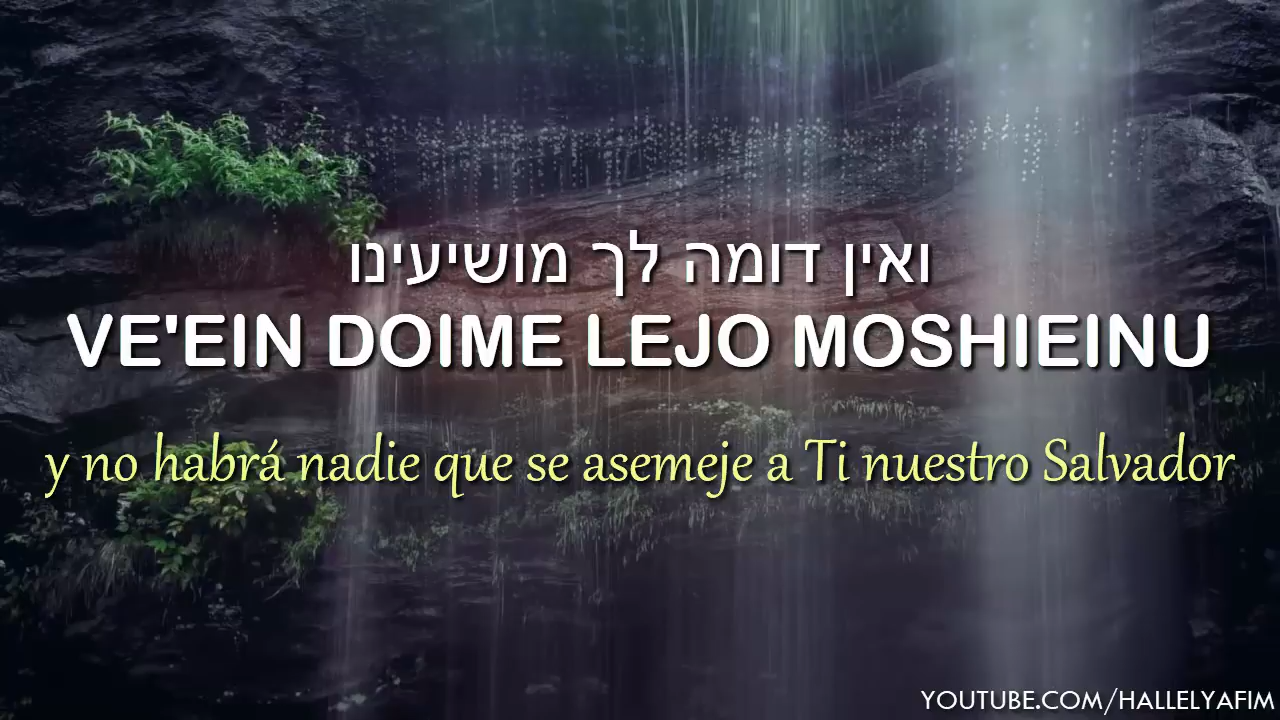 ואין דומה לך מושיעינו
VE'EIN DOIME LEJO MOSHIEINU
y no habrá nadie que se asemeje a Ti nuestro Salvador
YOUTUBE.COM/HALLELYAFIM